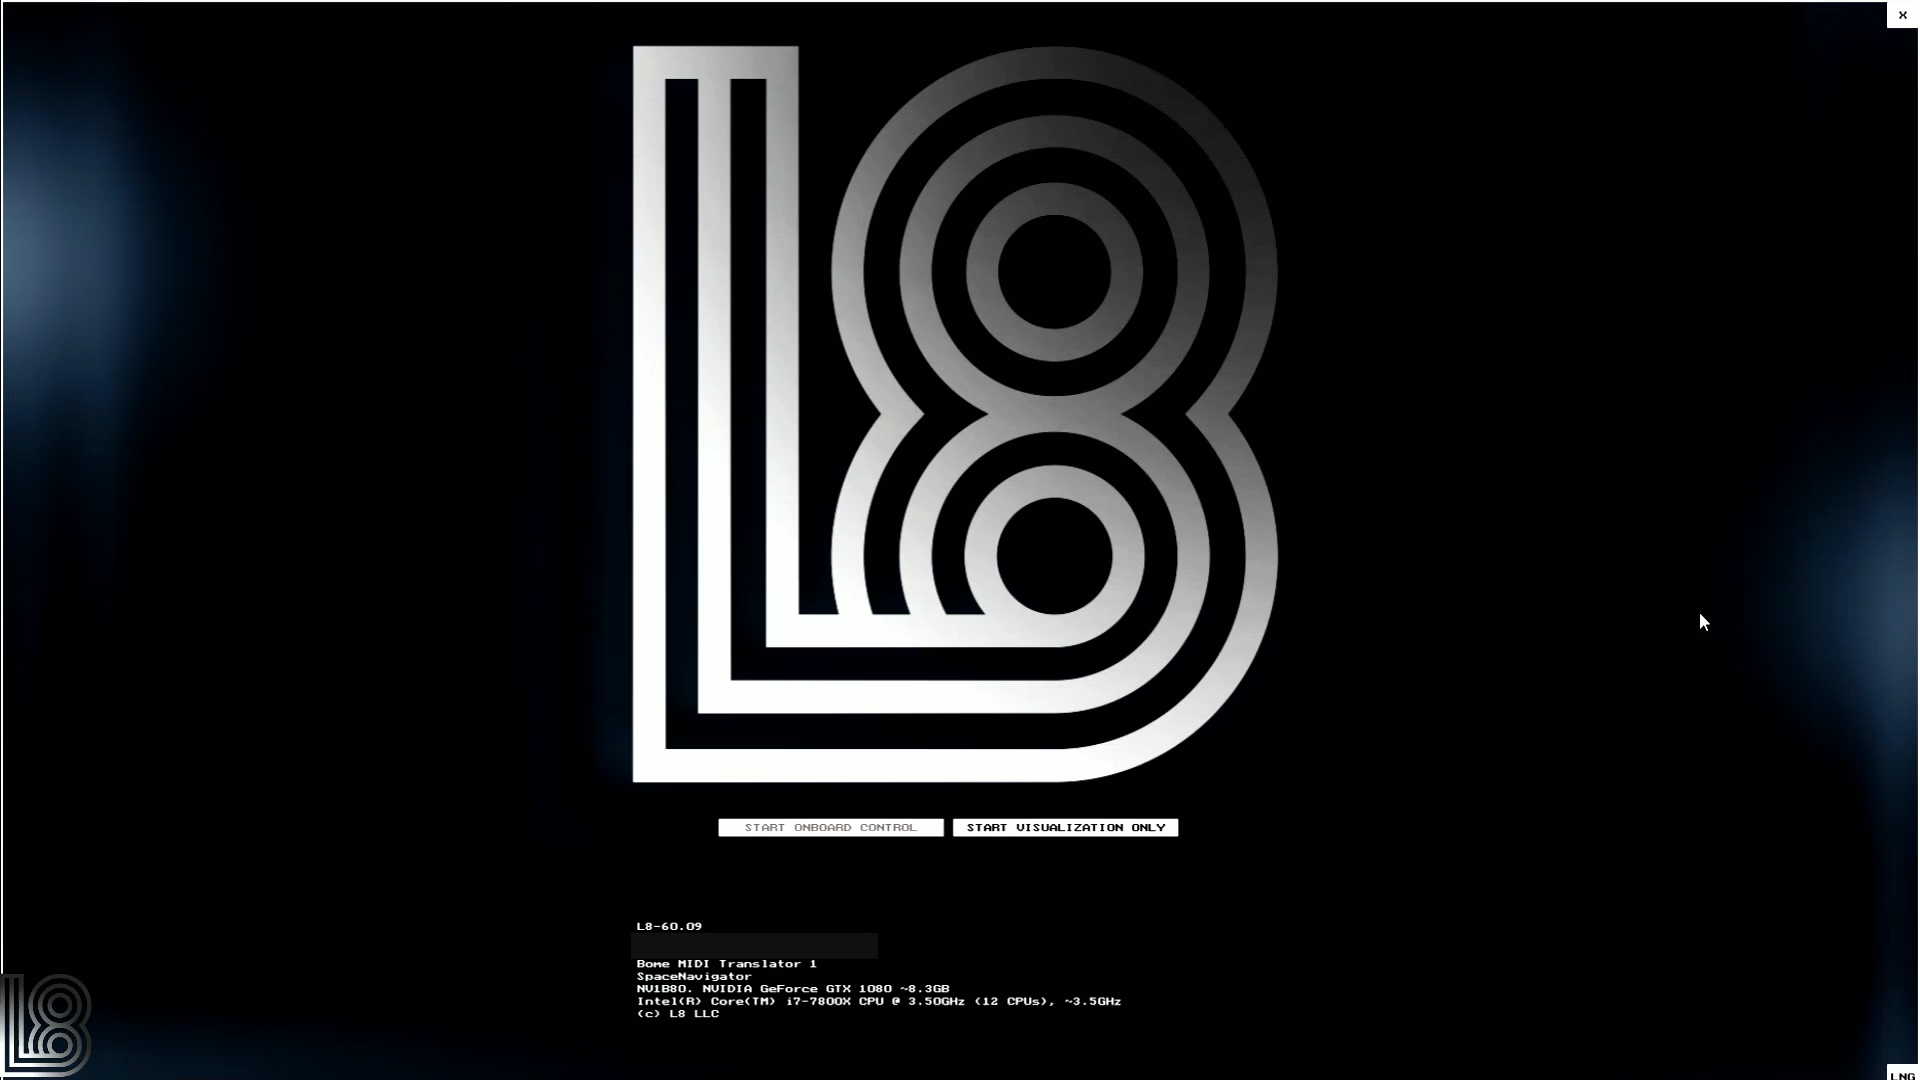 x
L8
START ONBOARD CONTROL
START VISUALIZATION ONLY
L8-60.09
Bome MIDI Translator 1
SpaceNavigator
NV1B80. NVIDIA GeForce GTX 1080 ~8.3GB
Intel(R) Core(TM) i7-7800X CPU @ 3.50GHz (12 CPUs), ~3.5GHz
(c) L8 LLC
L8
LNG